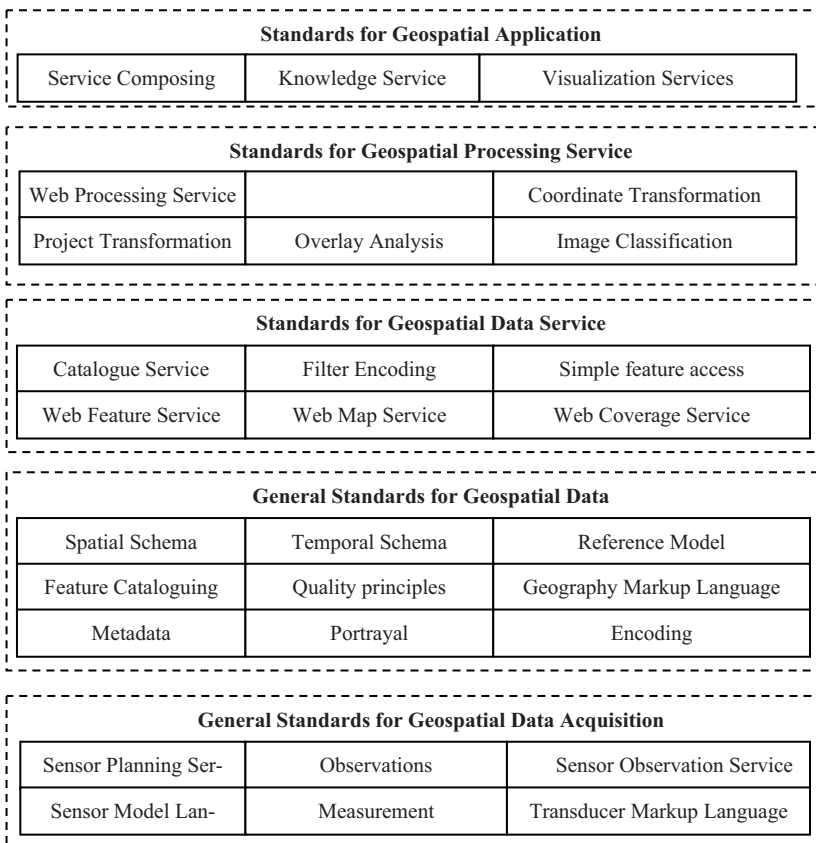 Standards for Geospatial Application
Service Composing Knowledge Service Visualization Services
Standards for Geospatial Processing Service
Web Processing Service Coordinate Transformation
Project Transformation Overlay Analysis Image Classification
Standards for Geospatial Data Service
Catalogue Service Filter Encoding Simple feature access
Web Feature Service Web Map Service Web Coverage Service
General Standards for Geospatial Data
Spatial Schema Temporal Schema Reference Model
Feature Cataloguing Quality principles Geography Markup Language
Metadata Portrayal Encoding
General Standards for Geospatial Data Acquisition
Sensor Planning Ser- Observations Sensor Observation Service
Sensor Model Lan- Measurement Transducer Markup Language